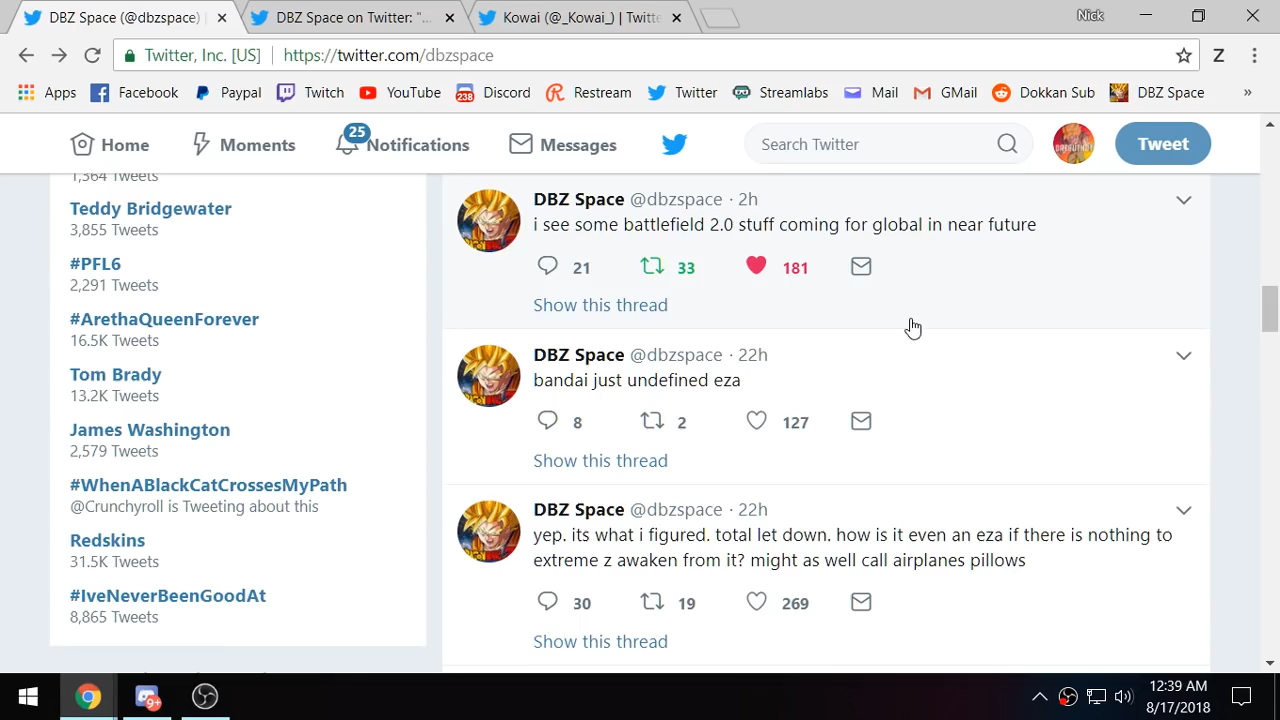 DBZ Space (@dbzspace) |
DBZ Space on Twitter: "...
Kowai (@_Kowai_) | Twitte
Nick
Twitter, Inc. [US]
https://twitter.com/dbzspace
Z
Apps
Facebook
Paypal
YouTube
Twitch
238
Discord
Restream
Twitter
Streamlabs
Mail
GMail
Dokkan Sub
DBZ Space
»
Home
Moments
25
Notifications
Messages
Search Twitter
Tweet
1,364 Tweets
Teddy Bridgewater
3,855 Tweets
#PFL6
2,291 Tweets
#ArethaQueenForever
16.5K Tweets
Tom Brady
13.2K Tweets
James Washington
2,579 Tweets
#WhenABlackCatCrossesMyPath
@Crunchyroll is Tweeting about this
Redskins
31.5K Tweets
#IveNeverBeenGoodAt
8,865 Tweets
DBZ Space @dbzspace · 2h
i see some battlefield 2.0 stuff coming for global in near future
21 33 181
Show this thread
DBZ Space @dbzspace · 22h
bandai just undefined eza
8 2 127
Show this thread
DBZ Space @dbzspace · 22h
yep. its what i figured. total let down. how is it even an eza if there is nothing to
extreme z awaken from it? might as well call airplanes pillows
30 19 269
Show this thread
9+
12:39 AM
8/17/2018